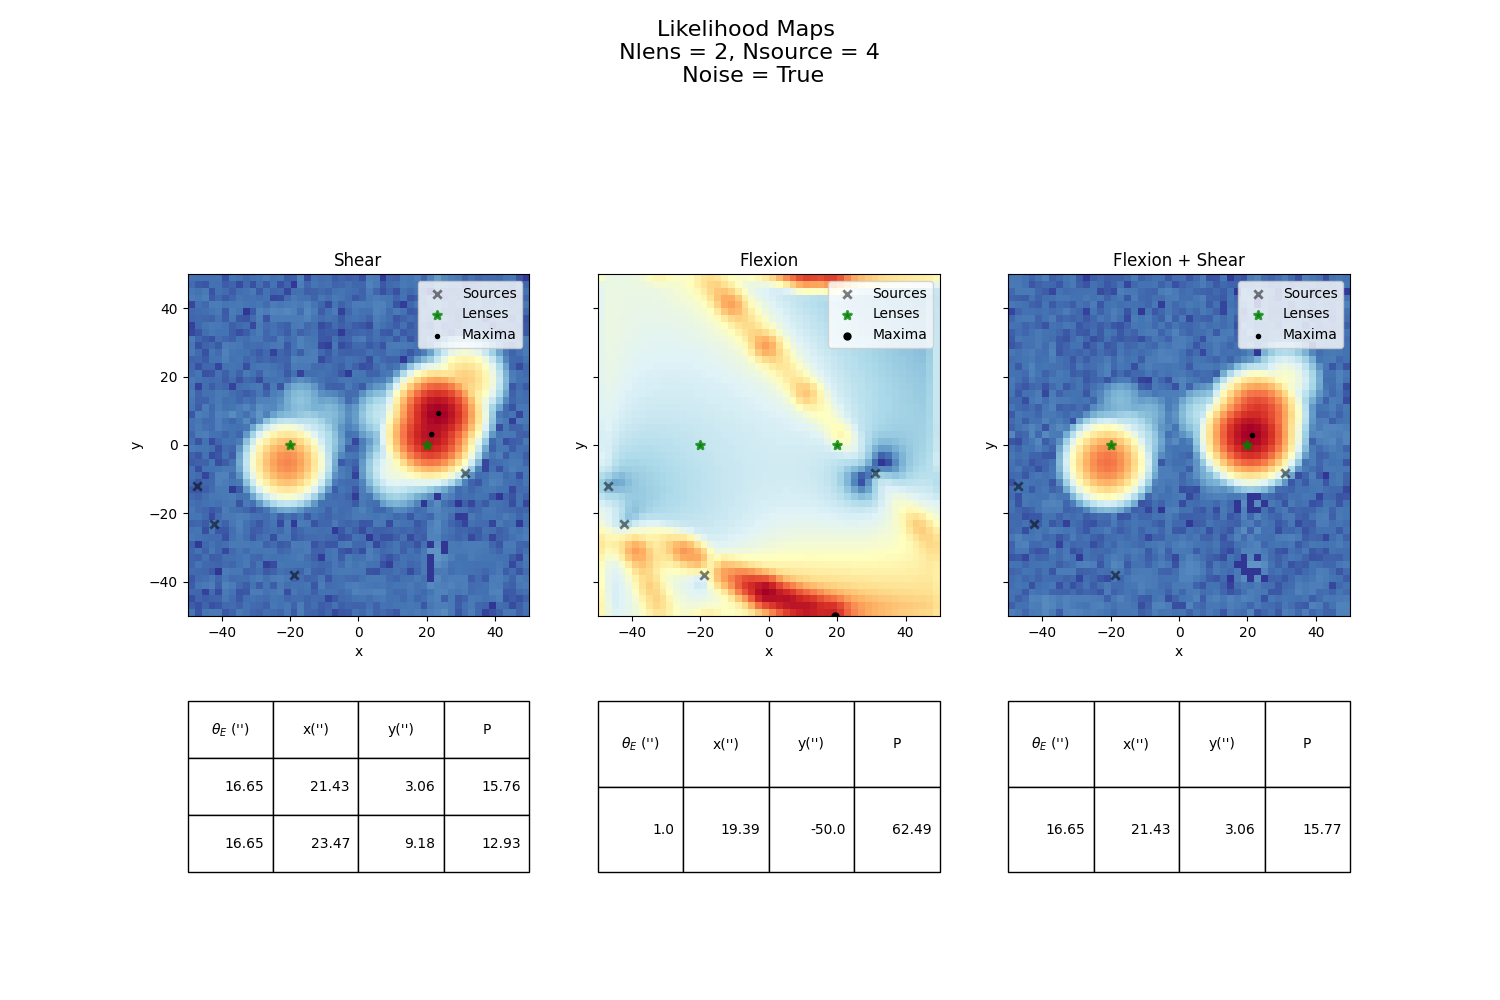 Likelihood Maps
Nlens = 2, Nsource = 4
Noise = True
Shear
Sources
Lenses
Maxima
40
20
0
−20
−40
y
−40 −20 0 20 40
x
Flexion
Sources
Lenses
Maxima
y
−40 −20 0 20 40
x
Flexion + Shear
Sources
Lenses
Maxima
y
−40 −20 0 20 40
x
θE ('') x('') y('') P
16.65 21.43 3.06 15.76
16.65 23.47 9.18 12.93
θE ('') x('') y('') P
1.0 19.39 -50.0 62.49
θE ('') x('') y('') P
16.65 21.43 3.06 15.77